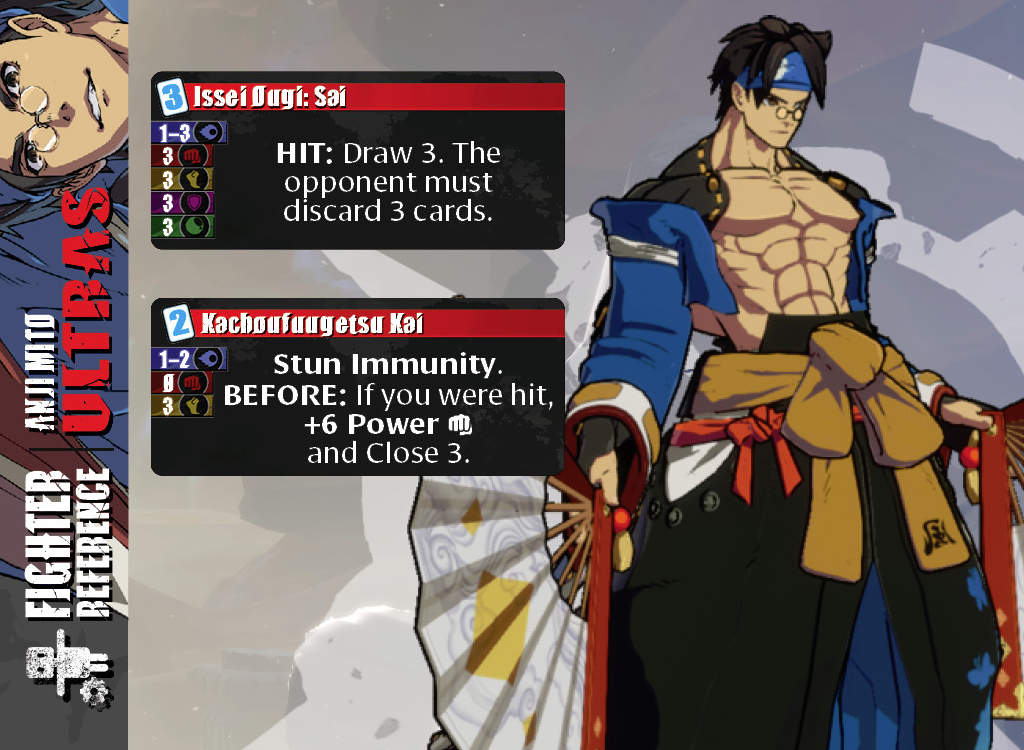 FIGHTER REFERENCE
ANJI MITO
ULTRAS
3 Issei Øugi: Sai
1–3
3
3
3
3
HIT: Draw 3. The
opponent must
discard 3 cards.
2 Kachoufuugetsu Kai
1–2
Ø
3
Stun Immunity.
BEFORE: If you were hit,
+6 Power
and Close 3.